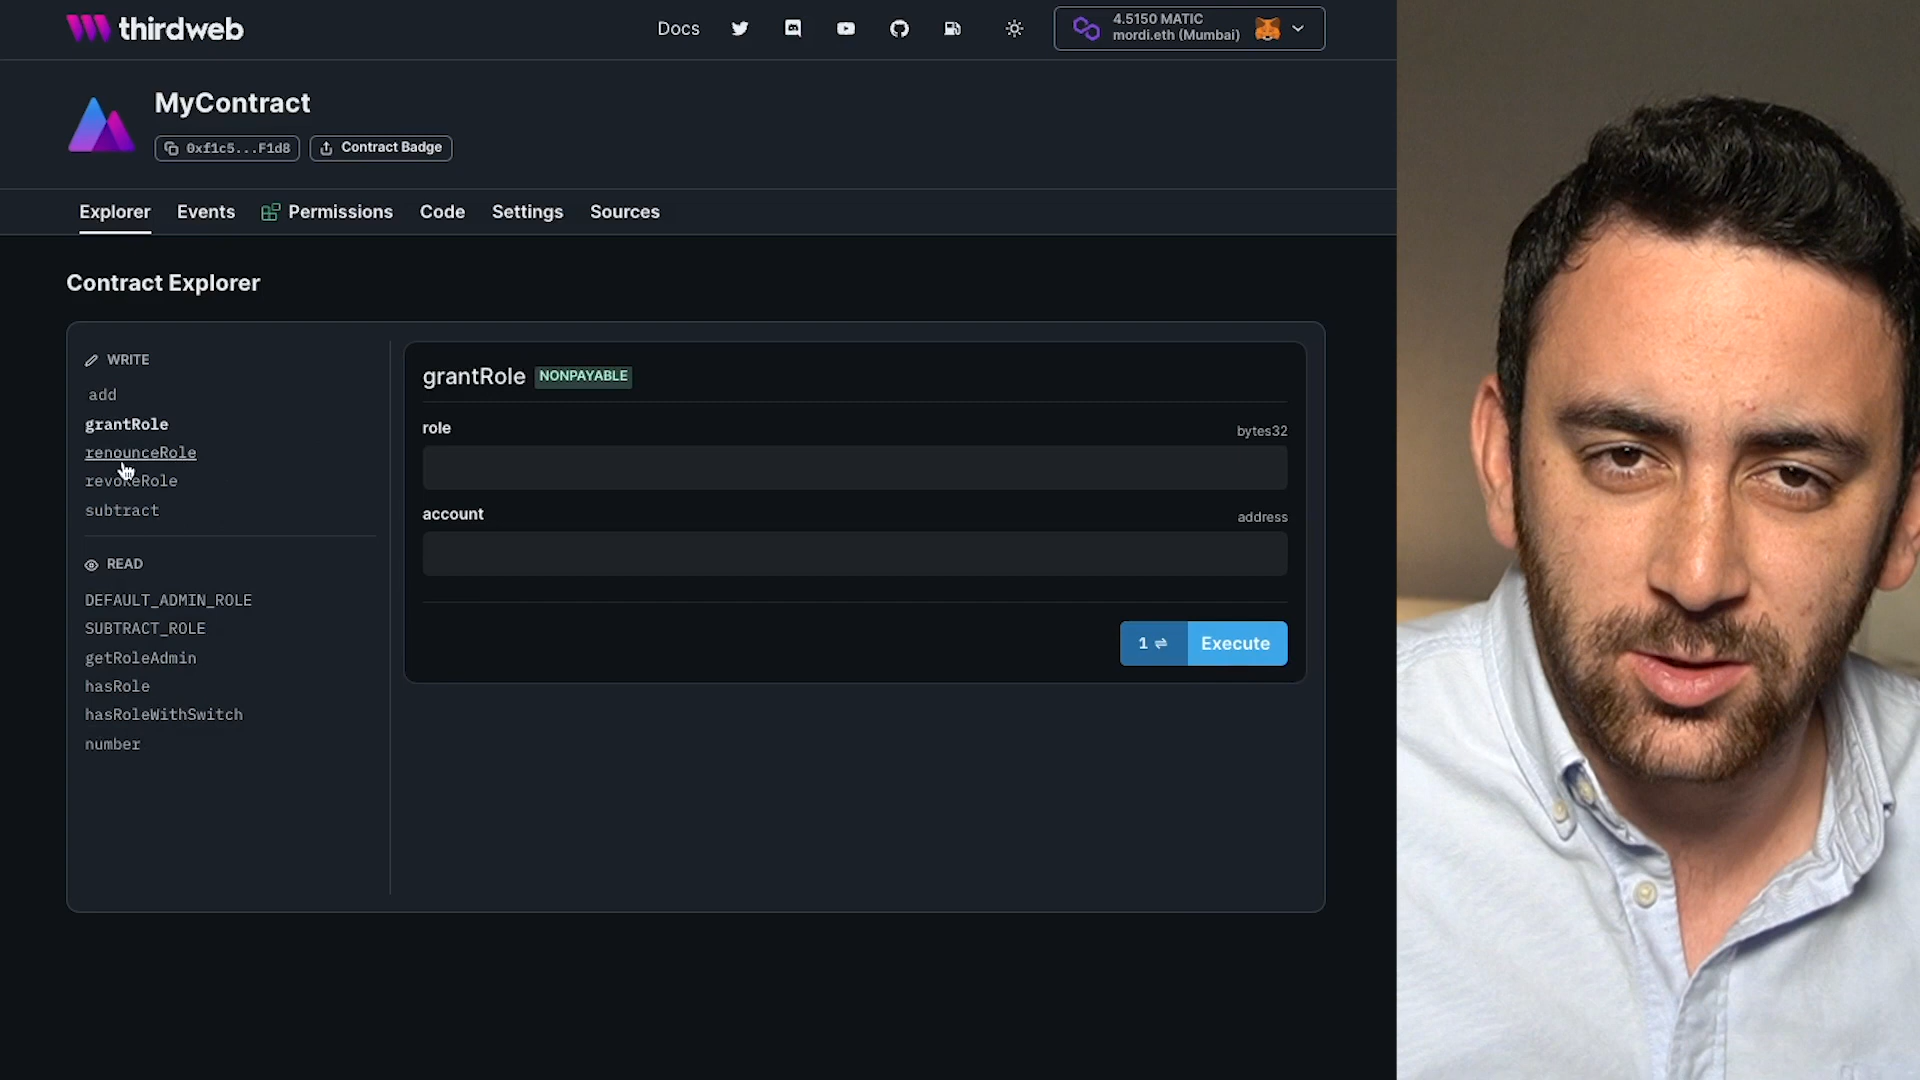 thirdweb
Docs
4.5150 MATIC
mordi.eth (Mumbai)
MyContract
0xf1c5...F1d8
Contract Badge
Explorer
Events
Permissions
Code
Settings
Sources
Contract Explorer
WRITE
add
grantRole
renounceRole
revokeRole
subtract
READ
DEFAULT_ADMIN_ROLE
SUBTRACT_ROLE
getRoleAdmin
hasRole
hasRoleWithSwitch
number
grantRole NONPAYABLE
role
bytes32
account
address
1
Execute